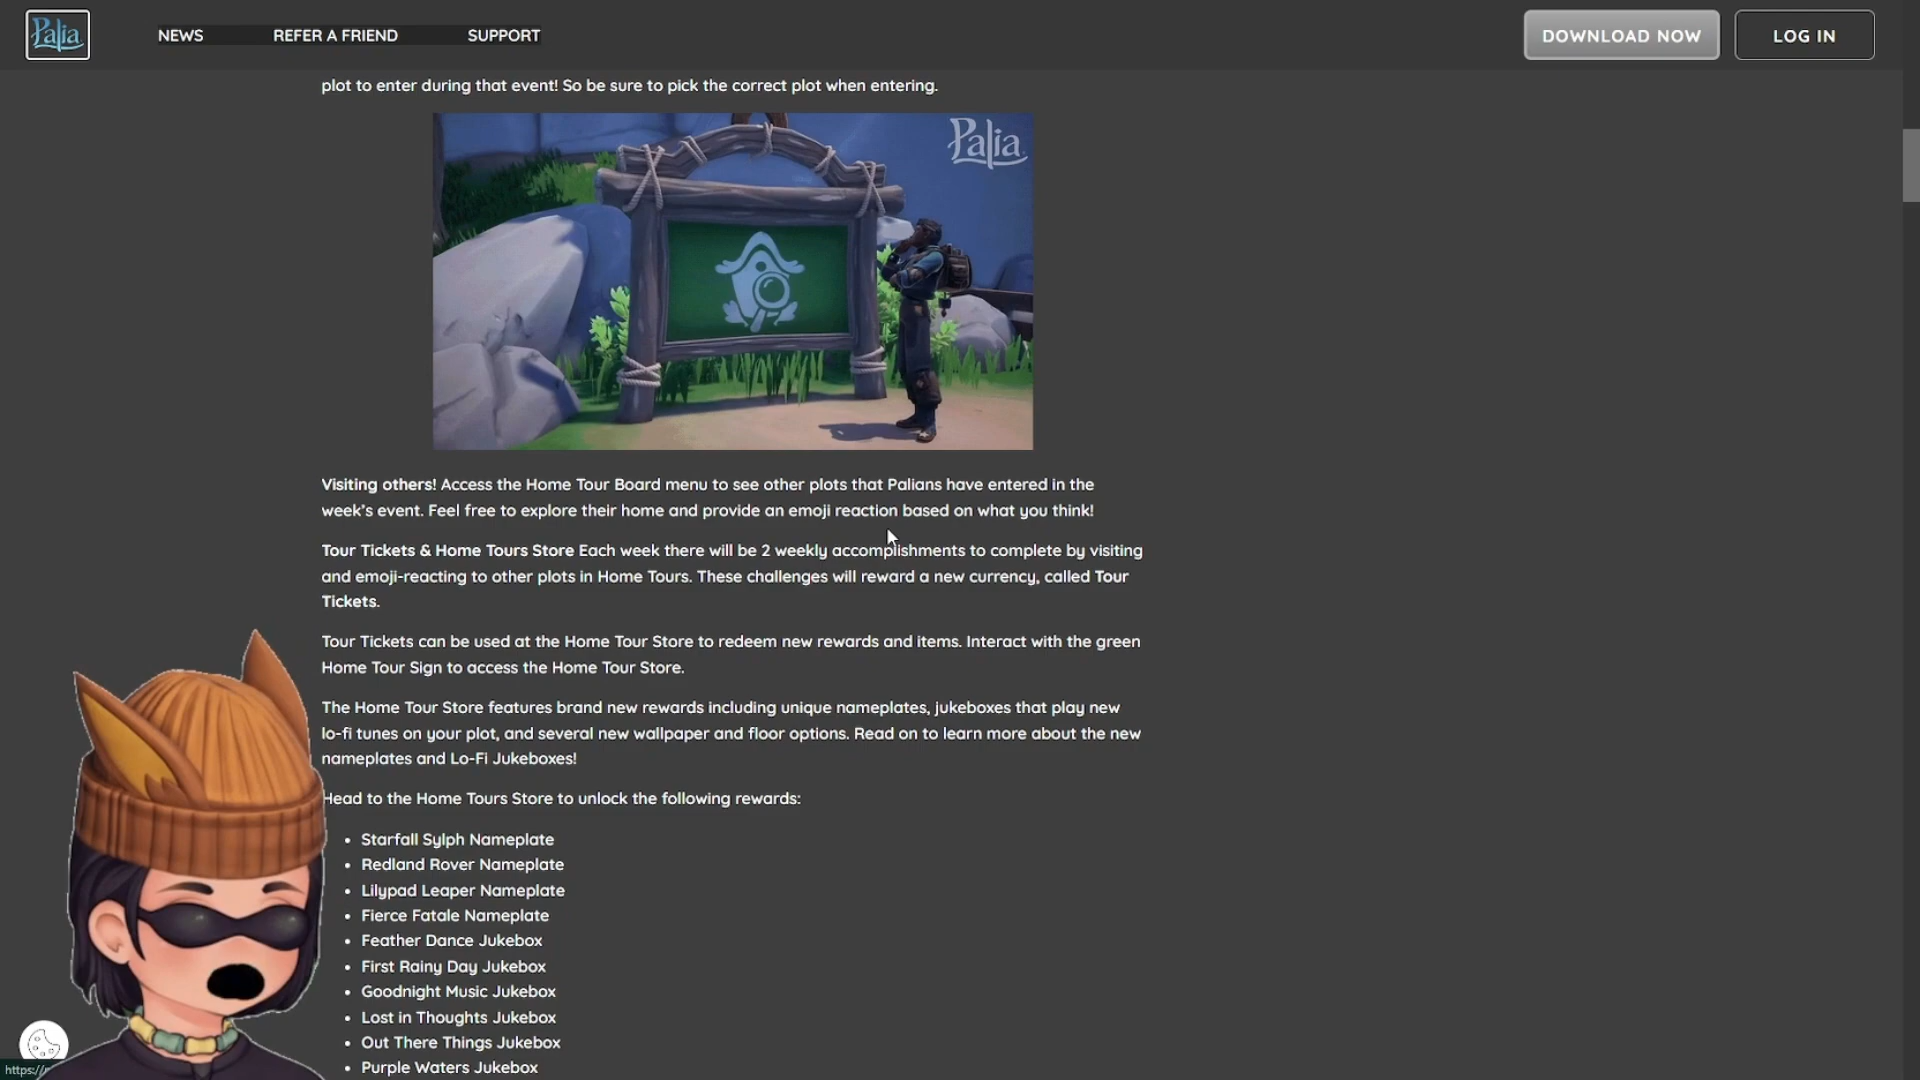 Palia
NEWS
REFER A FRIEND
SUPPORT
DOWNLOAD NOW
LOG IN
plot to enter during that event! So be sure to pick the correct plot when entering.
Palia
Visiting others! Access the Home Tour Board menu to see other plots that Palians have entered in the
week's event. Feel free to explore their home and provide an emoji reaction based on what you think!
Tour Tickets & Home Tours Store Each week there will be 2 weekly accomplishments to complete by visiting
and emoji-reacting to other plots in Home Tours. These challenges will reward a new currency, called Tour
Tickets.
Tour Tickets can be used at the Home Tour Store to redeem new rewards and items. Interact with the green
Home Tour Sign to access the Home Tour Store.
The Home Tour Store features brand new rewards including unique nameplates, jukeboxes that play new
lo-fi tunes on your plot, and several new wallpaper and floor options. Read on to learn more about the new
nameplates and Lo-Fi Jukeboxes!
Head to the Home Tours Store to unlock the following rewards:
• Starfall Sylph Nameplate
• Redland Rover Nameplate
• Lilypad Leaper Nameplate
• Fierce Fatale Nameplate
• Feather Dance Jukebox
• First Rainy Day Jukebox
• Goodnight Music Jukebox
• Lost in Thoughts Jukebox
• Out There Things Jukebox
• Purple Waters Jukebox
https://